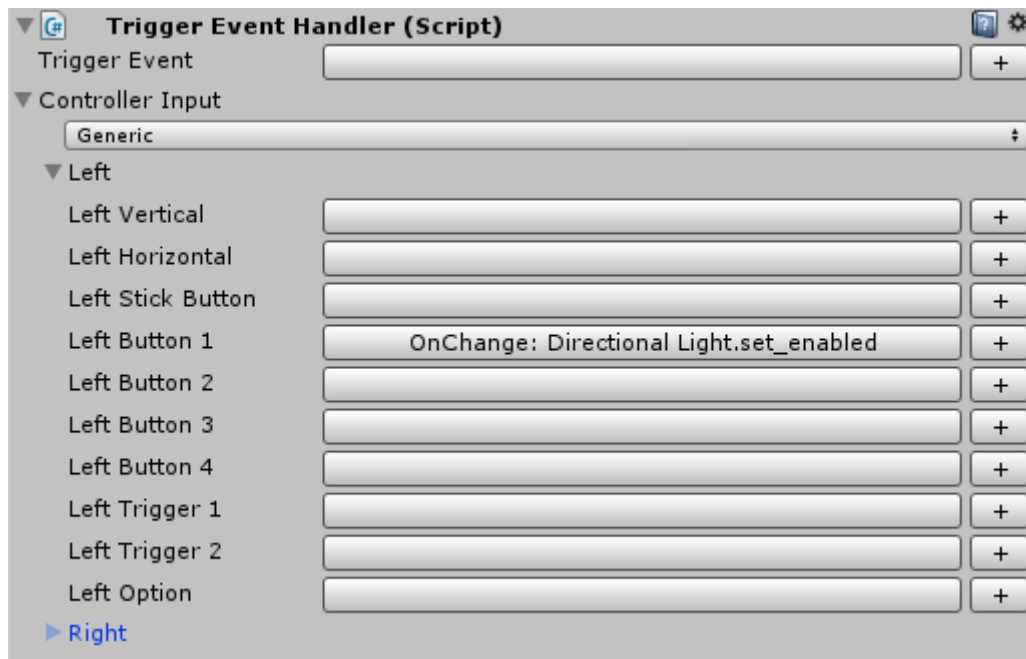 Trigger Event Handler (Script)
Trigger Event +
Controller Input
Generic
Left
Left Vertical +
Left Horizontal +
Left Stick Button +
Left Button 1 OnChange: Directional Light.set_enabled +
Left Button 2 +
Left Button 3 +
Left Button 4 +
Left Trigger 1 +
Left Trigger 2 +
Left Option +
Right